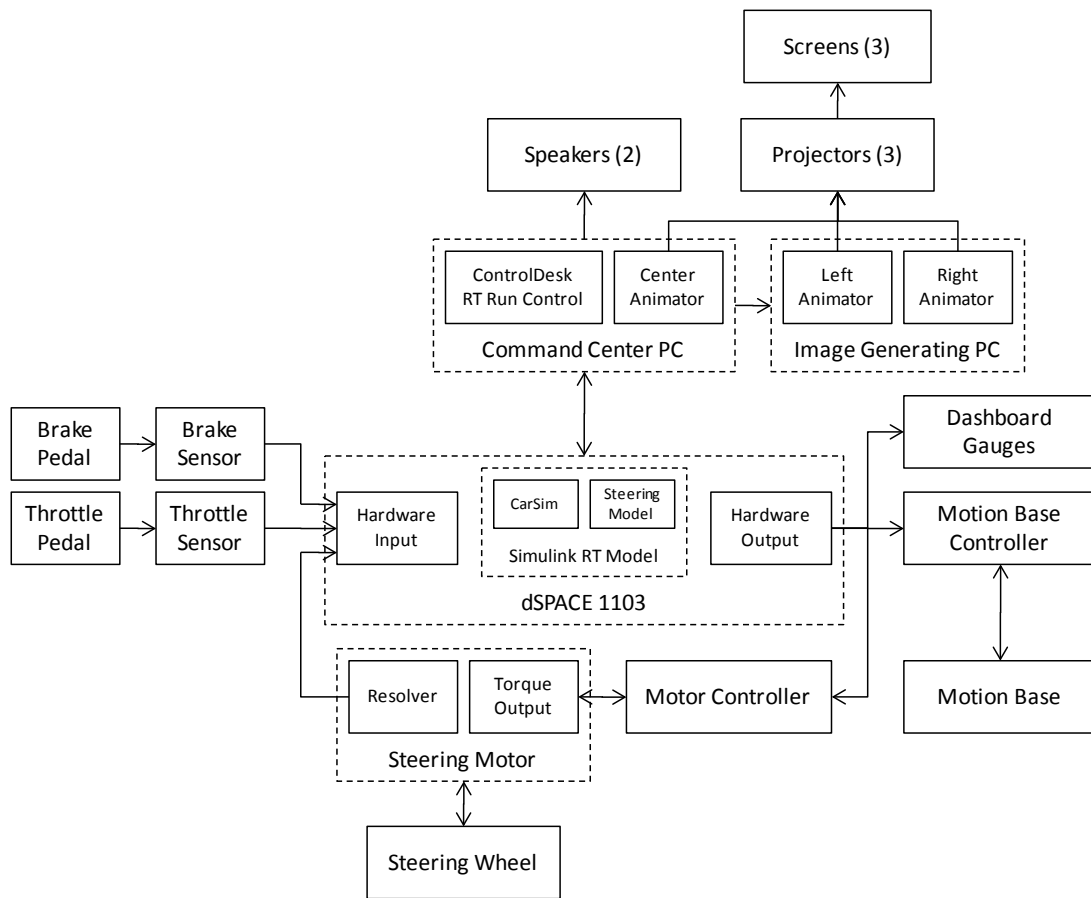 Screens (3)
Speakers (2)
Projectors (3)
ControlDesk
RT Run Control
Center
Animator
Command Center PC
Left
Animator
Right
Animator
Image Generating PC
Brake
Pedal
Brake
Sensor
Throttle
Pedal
Throttle
Sensor
Hardware
Input
CarSim
Steering
Model
Simulink RT Model
Hardware
Output
dSPACE 1103
Dashboard
Gauges
Motion Base
Controller
Motion Base
Resolver
Torque
Output
Steering Motor
Motor Controller
Steering Wheel